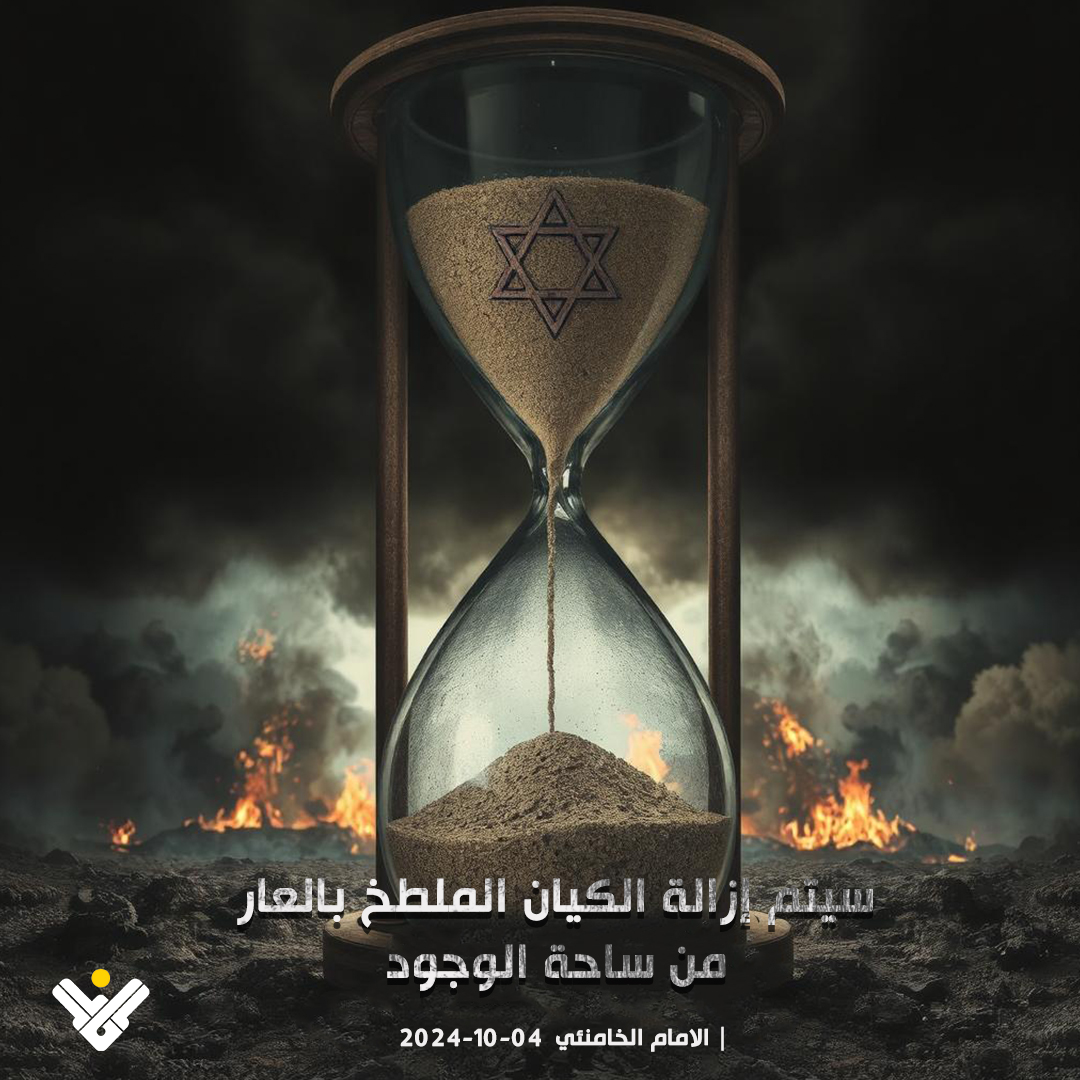 سيتم إزالة الكيان الملطخ بالعار
من ساحة الوجود
| الامام الخامنئي 04-10-2024